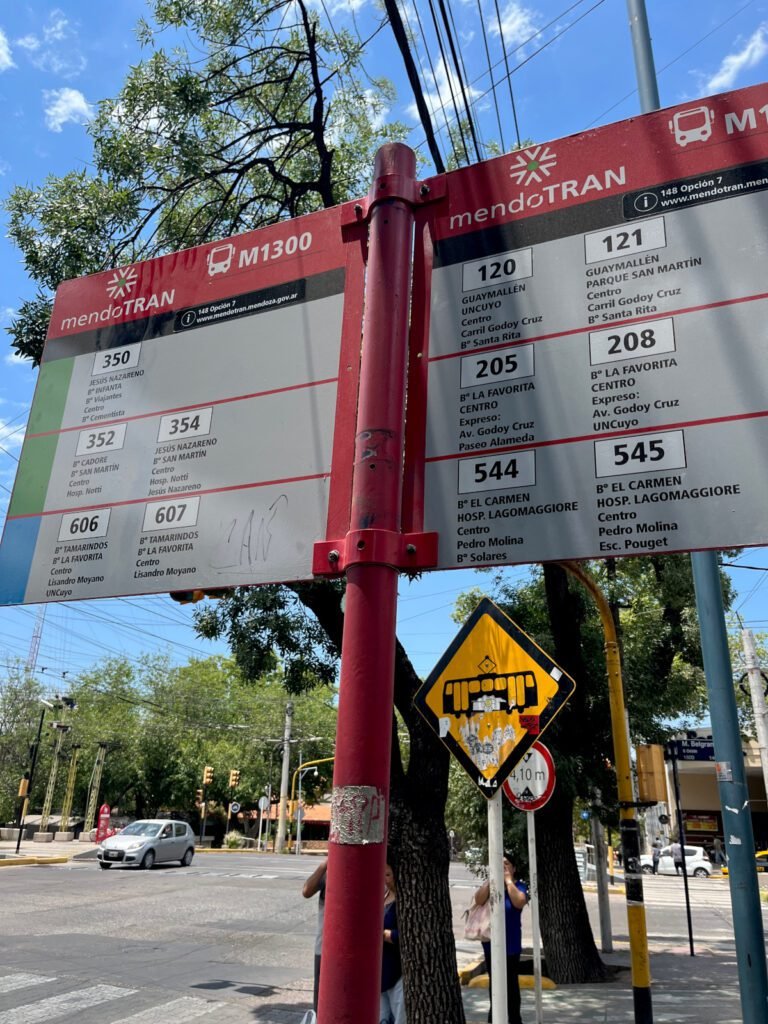 mendoTRAN
M1300
148 Opción 7
www.mendotran.mendoza.gov.ar
350
JESÚS NAZARENO
Bº INFANTA
Bº Viajantes
Centro
Bº Cementista
352
Bº CADORE
Bº SAN MARTÍN
Centro
Hosp. Notti
354
JESÚS NAZARENO
Bº SAN MARTÍN
Centro
Hosp. Notti
Jesús Nazareno
606
Bº TAMARINDOS
Bº LA FAVORITA
Centro
Lisandro Moyano
UNCuyo
607
Bº TAMARINDOS
Bº LA FAVORITA
Centro
Lisandro Moyano
mendoTRAN
M1
148 Opción 7
www.mendotran.men
120
GUAYMALLÉN
UNCUYO
Centro
Carril Godoy Cruz
Bº Santa Rita
121
GUAYMALLÉN
PARQUE SAN MARTÍN
Centro
Carril Godoy Cruz
Bº Santa Rita
205
Bº LA FAVORITA
CENTRO
Expreso:
Av. Godoy Cruz
Paseo Alameda
208
Bº LA FAVORITA
CENTRO
Expreso:
Av. Godoy Cruz
UNCuyo
544
Bº EL CARMEN
HOSP. LAGOMAGGIORE
Centro
Pedro Molina
Bº Solares
545
Bº EL CARMEN
HOSP. LAGOMAGGIORE
Centro
Pedro Molina
Esc. Pouget
4,10 m
M. Belgran